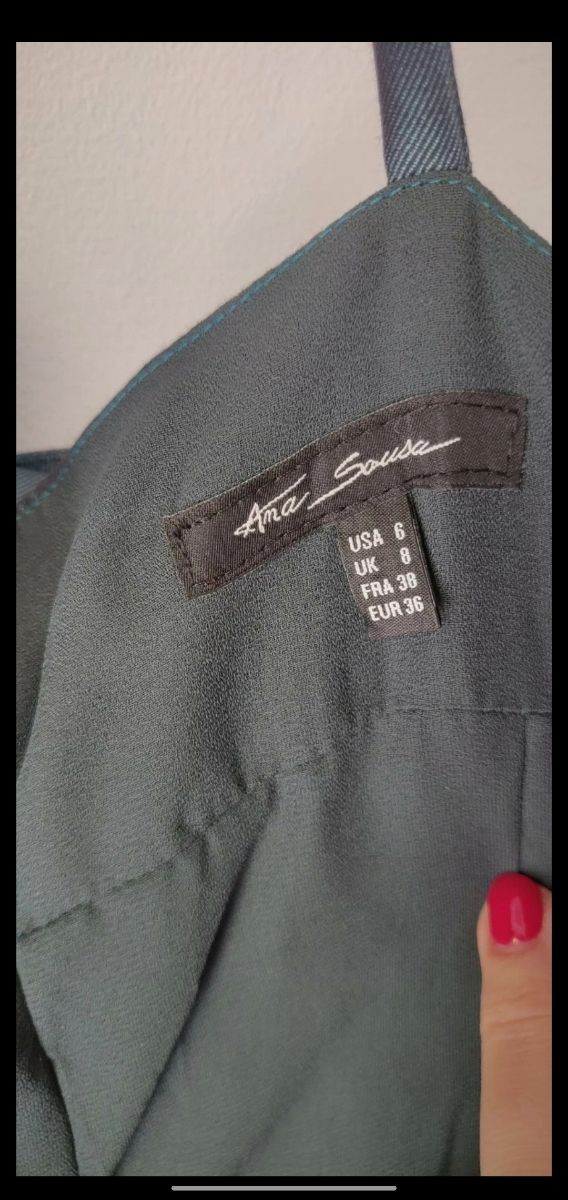 Ana Sousa
USA 6
UK 8
FRA 38
EUR 36